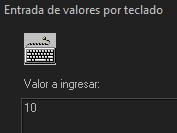 Entrada de valores por teclado
Valor a ingresar:
10